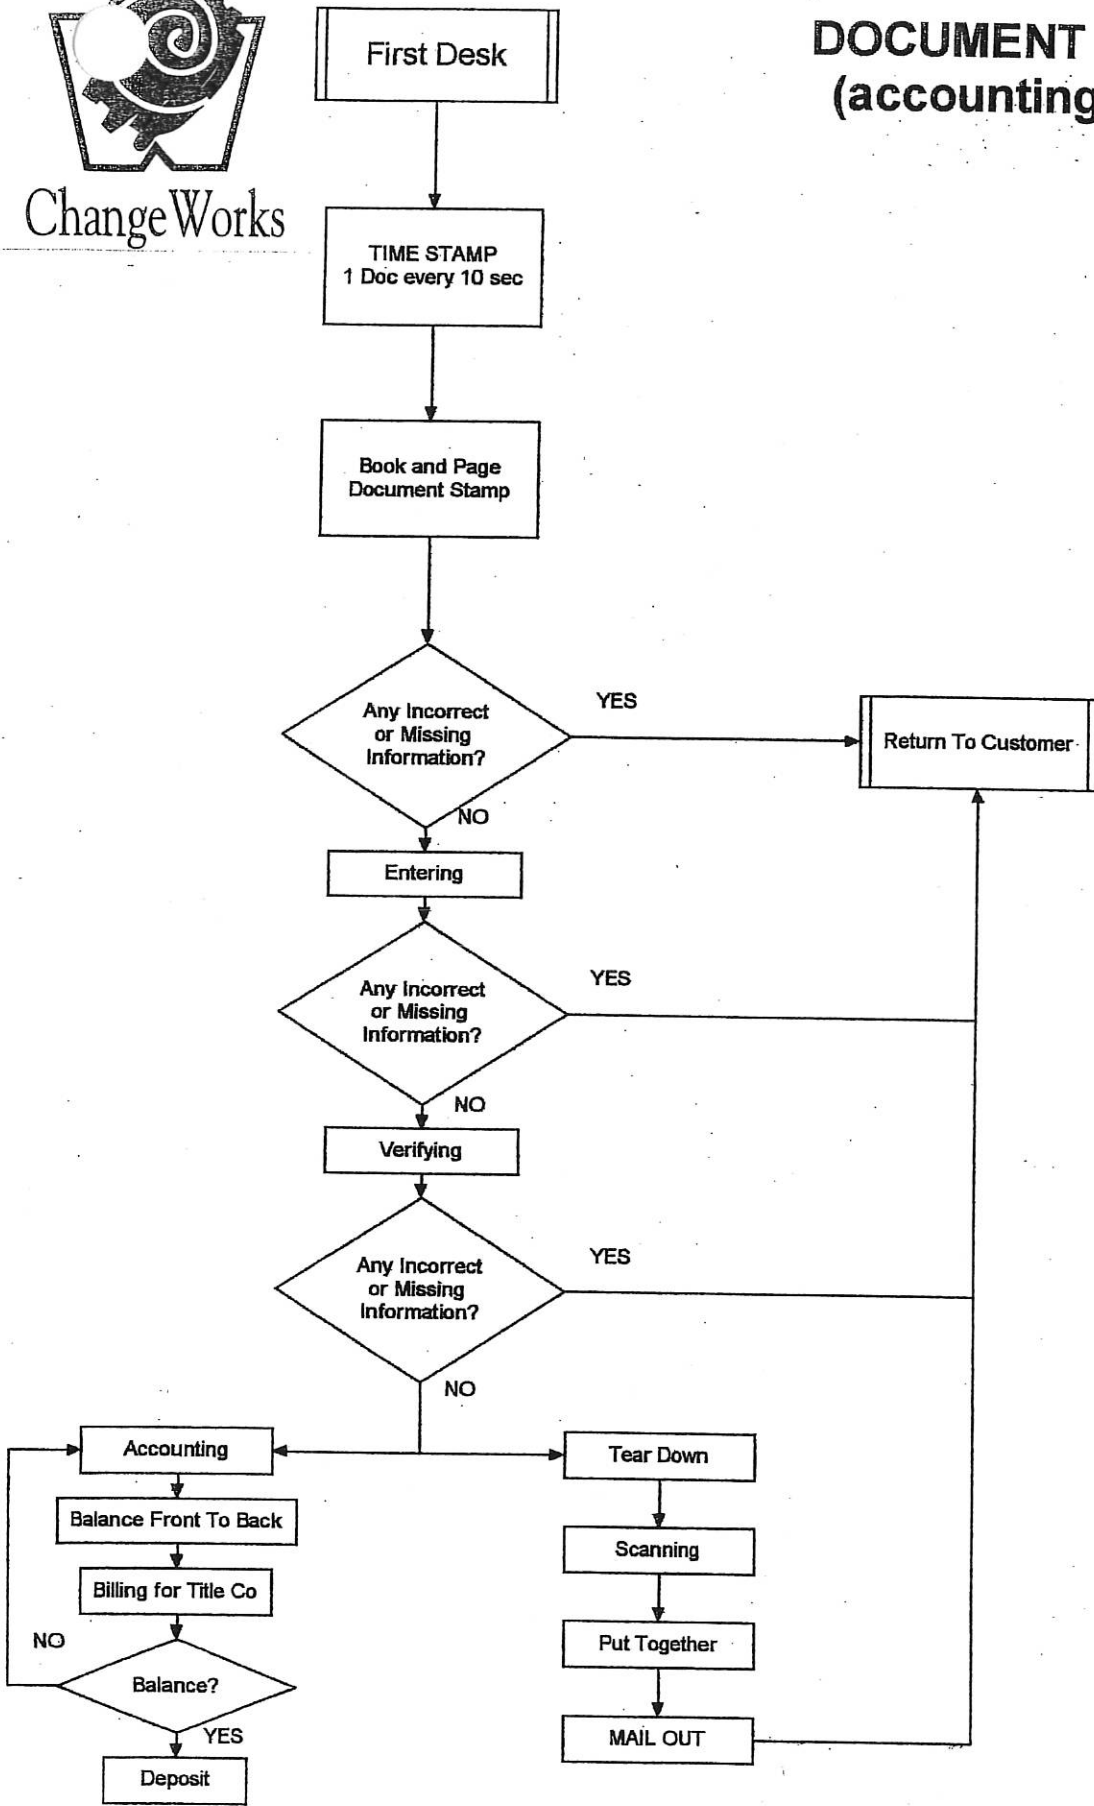 First Desk
DOCUMENT
(accounting
ChangeWorks
TIME STAMP
1 Doc every 10 sec
Book and Page
Document Stamp
Any Incorrect
or Missing
Information?
YES
Return To Customer
NO
Entering
Any Incorrect
or Missing
Information?
YES
NO
Verifying
Any Incorrect
or Missing
Information?
YES
NO
Accounting
Tear Down
Balance Front To Back
Scanning
Billing for Title Co
NO
Put Together
Balance?
YES
MAIL OUT
Deposit